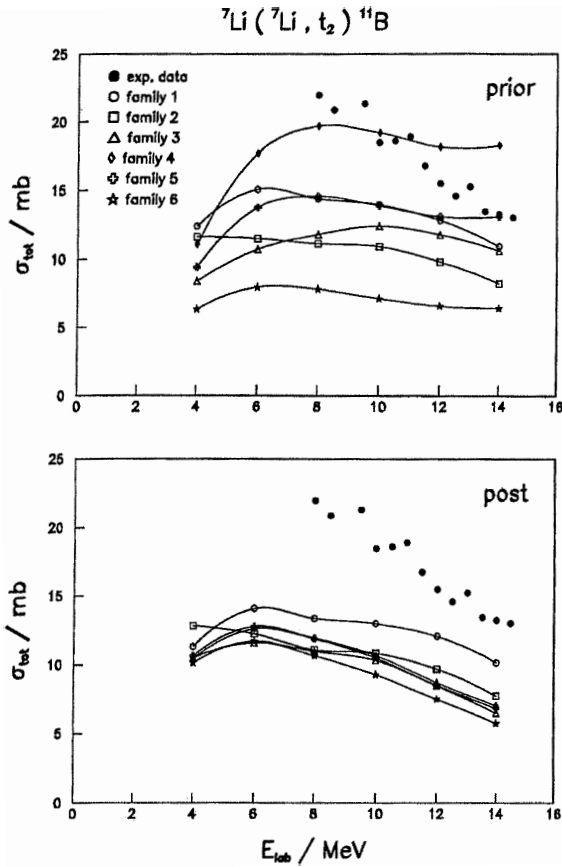 ⁷Li ( ⁷Li , t₂ ) ¹¹B
25
20
15
10
5
0
σtot / mb
exp. data
family 1
family 2
family 3
family 4
family 5
family 6
prior
0 2 4 6 8 10 12 14 16
25
20
15
10
5
0
σtot / mb
post
0 2 4 6 8 10 12 14 16
Elab / MeV